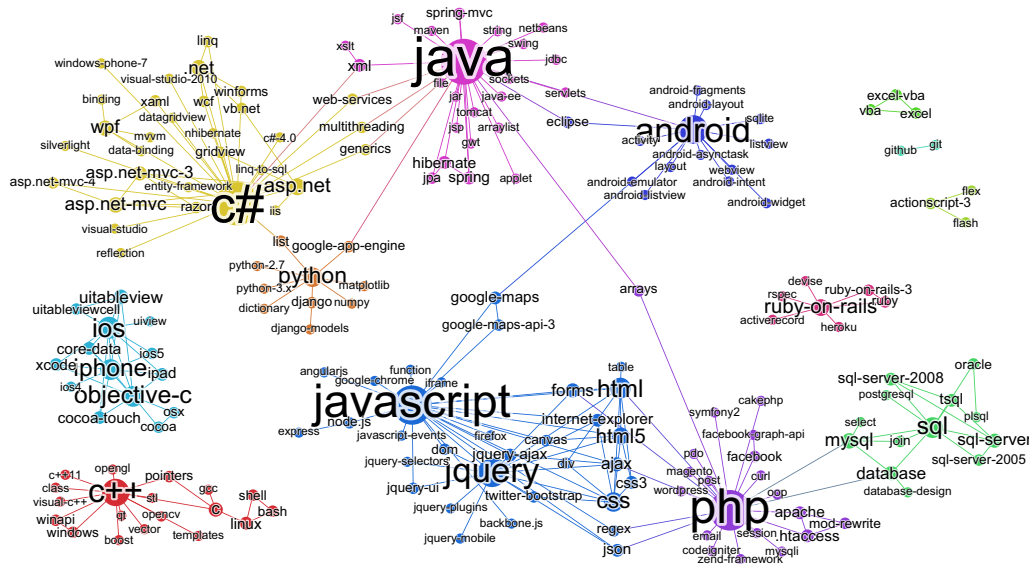 spring-mvc
jsf
maven
string
netbeans
swing
java
jdbc
xslt
xml
file
sockets
servlets
jar
java-ee
tomcat
jsp
arraylist
gwt
hibernate
jpa
spring
applet
eclipse
linq
windows-phone-7
.net
visual-studio-2010
winforms
binding
xaml
wcf
vb.net
web-services
datagridview
wpf
nhibernate
c#-4.0
multithreading
mvvm
silverlight
data-binding
gridview
generics
linq-to-sql
asp.net-mvc-3
asp.net-mvc-4
entity-framework
asp.net
asp.net-mvc
razor
c#
iis
visual-studio
reflection
android-fragments
android-layout
sqlite
android
activity
listview
android-asynctask
layout
webview
android-emulator
android-intent
android-listview
android-widget
excel-vba
vba
excel
git
github
flex
actionscript-3
flash
list
google-app-engine
python-2.7
python
matplotlib
python-3.x
django
numpy
dictionary
django-models
google-maps
google-maps-api-3
arrays
devise
ruby-on-rails-3
rspec
ruby
ruby-on-rails
activerecord
heroku
uitableview
uitableviewcell
ios
uiview
core-data
ios5
xcode
iphone
ipad
ios4
objective-c
cocoa-touch
osx
cocoa
angularjs
function
google-chrome
iframe
javascript
node.js
express
javascript-events
firefox
dom
jquery-ajax
jquery-selectors
jquery
jquery-ui
twitter-bootstrap
jquery-plugins
backbone.js
jquery-mobile
table
forms
html
internet-explorer
html5
canvas
div
ajax
css3
css
regex
json
symfony2
cakephp
facebook-graph-api
pdo
facebook
magento
post
curl
wordpress
php
oop
apache
mod-rewrite
.htaccess
session
email
codeigniter
mysqli
zend-framework
oracle
sql-server-2008
postgresql
tsql
select
plsql
sql
mysql
join
sql-server
sql-server-2005
database
database-design
opengl
c++11
pointers
class
gcc
c++
visual-c++
stl
shell
c
winapi
qt
opencv
bash
windows
vector
linux
boost
templates